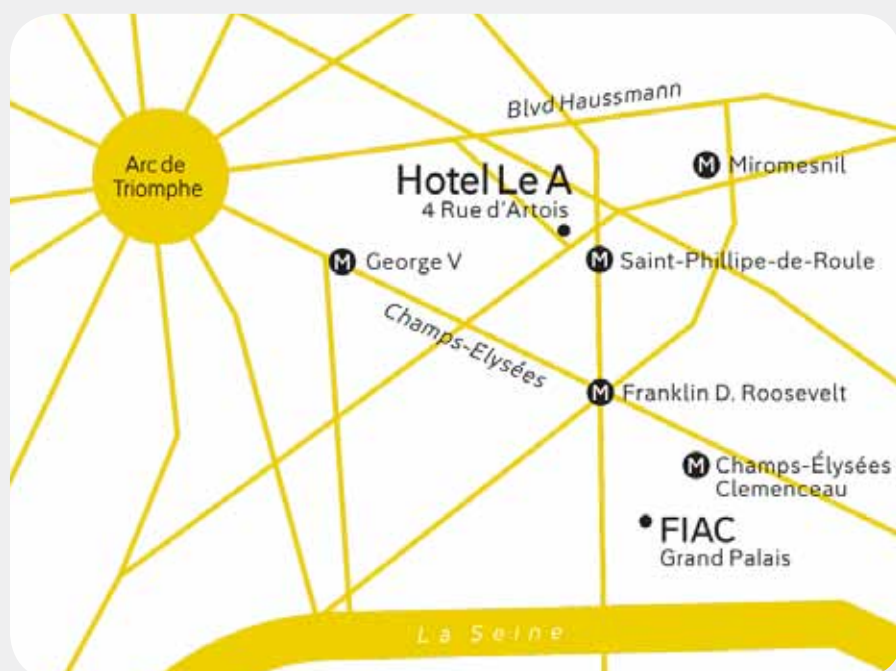 Blvd Haussmann
Arc de
Triomphe
M Miromesnil
Hotel Le A
4 Rue d'Artois
M George V
M Saint-Phillipe-de-Roule
Champs-Elysées
M Franklin D. Roosevelt
M Champs-Élysées
Clemenceau
FIAC
Grand Palais
La Seine